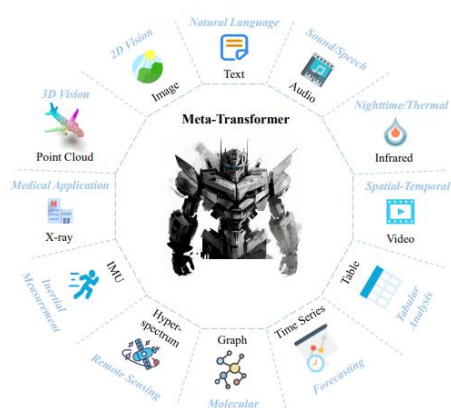 Natural Language
Text
Sound/Speech
Audio
Nighttime/Thermal
Infrared
Spatial-Temporal
Video
Tabular
Analysis
Table
Forecasting
Time Series
Molecular
Graph
Remote Sensing
Hyper-
spectrum
Inertial
Measurement
IMU
Medical Application
X-ray
3D Vision
Point Cloud
2D Vision
Image
Meta-Transformer